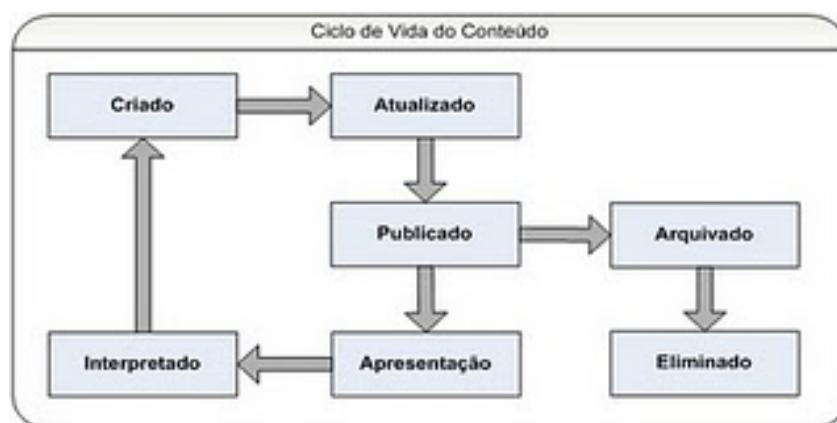 Ciclo de Vida do Conteúdo
Criado
Atualizado
Publicado
Arquivado
Interpretado
Apresentação
Eliminado